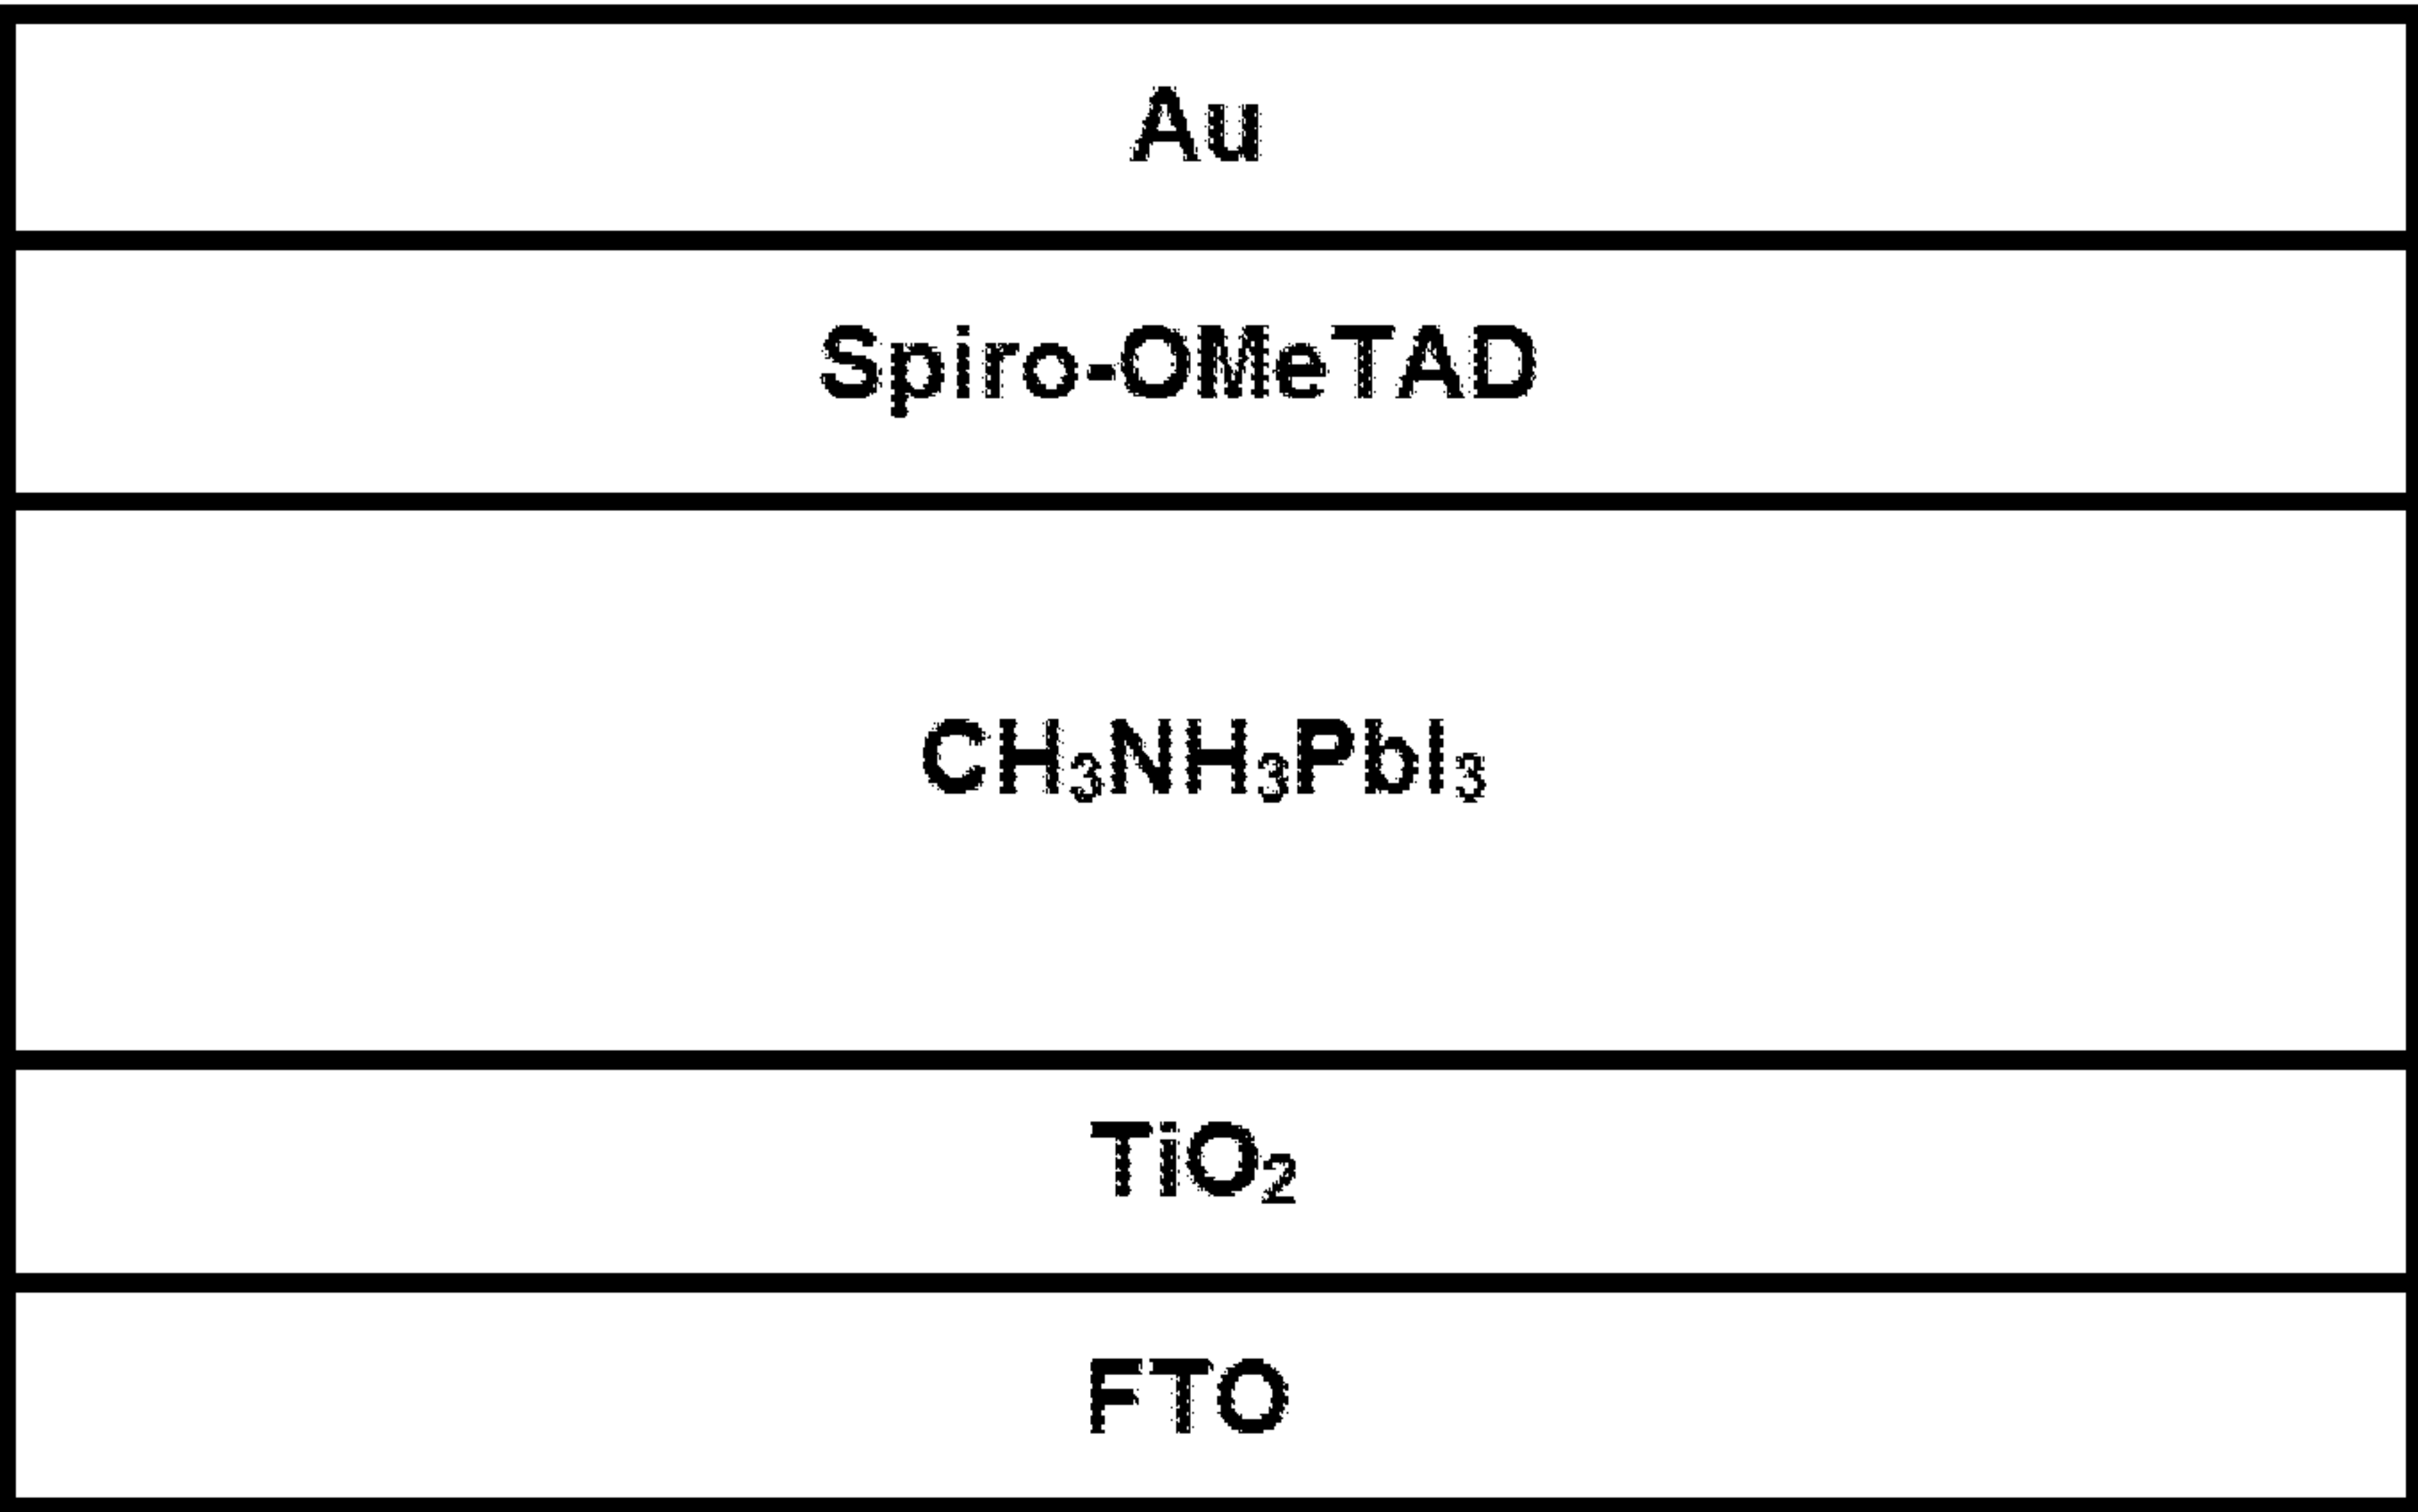 Au
Spiro-OMeTAD
CH₃NH₃PbI₃
TiO₂
FTO